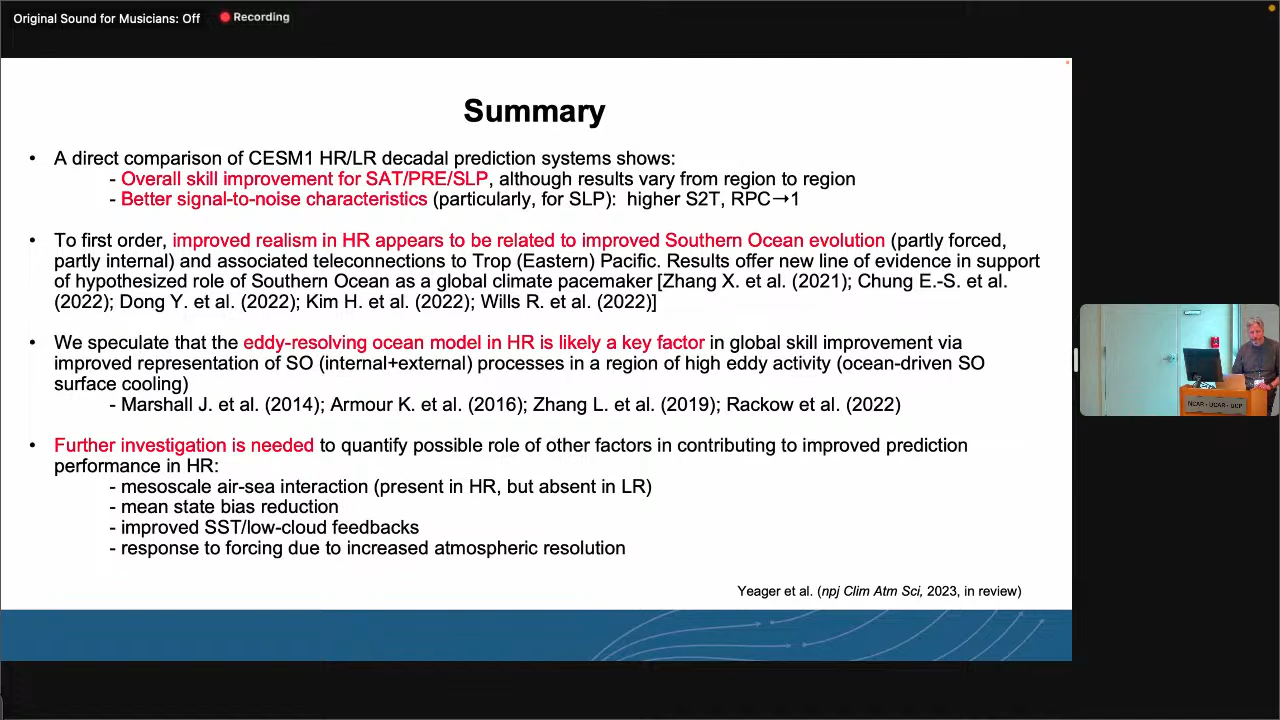 Original Sound for Musicians: Off
Recording
Summary
• A direct comparison of CESM1 HR/LR decadal prediction systems shows:
- Overall skill improvement for SAT/PRE/SLP, although results vary from region to region
- Better signal-to-noise characteristics (particularly, for SLP): higher S2T, RPC→1
• To first order, improved realism in HR appears to be related to improved Southern Ocean evolution (partly forced,
partly internal) and associated teleconnections to Trop (Eastern) Pacific. Results offer new line of evidence in support
of hypothesized role of Southern Ocean as a global climate pacemaker [Zhang X. et al. (2021); Chung E.-S. et al.
(2022); Dong Y. et al. (2022); Kim H. et al. (2022); Wills R. et al. (2022)]
• We speculate that the eddy-resolving ocean model in HR is likely a key factor in global skill improvement via
improved representation of SO (internal+external) processes in a region of high eddy activity (ocean-driven SO
surface cooling)
- Marshall J. et al. (2014); Armour K. et al. (2016); Zhang L. et al. (2019); Rackow et al. (2022)
• Further investigation is needed to quantify possible role of other factors in contributing to improved prediction
performance in HR:
- mesoscale air-sea interaction (present in HR, but absent in LR)
- mean state bias reduction
- improved SST/low-cloud feedbacks
- response to forcing due to increased atmospheric resolution
Yeager et al. (npj Clim Atm Sci, 2023, in review)
NCAR • UCAR • UCP